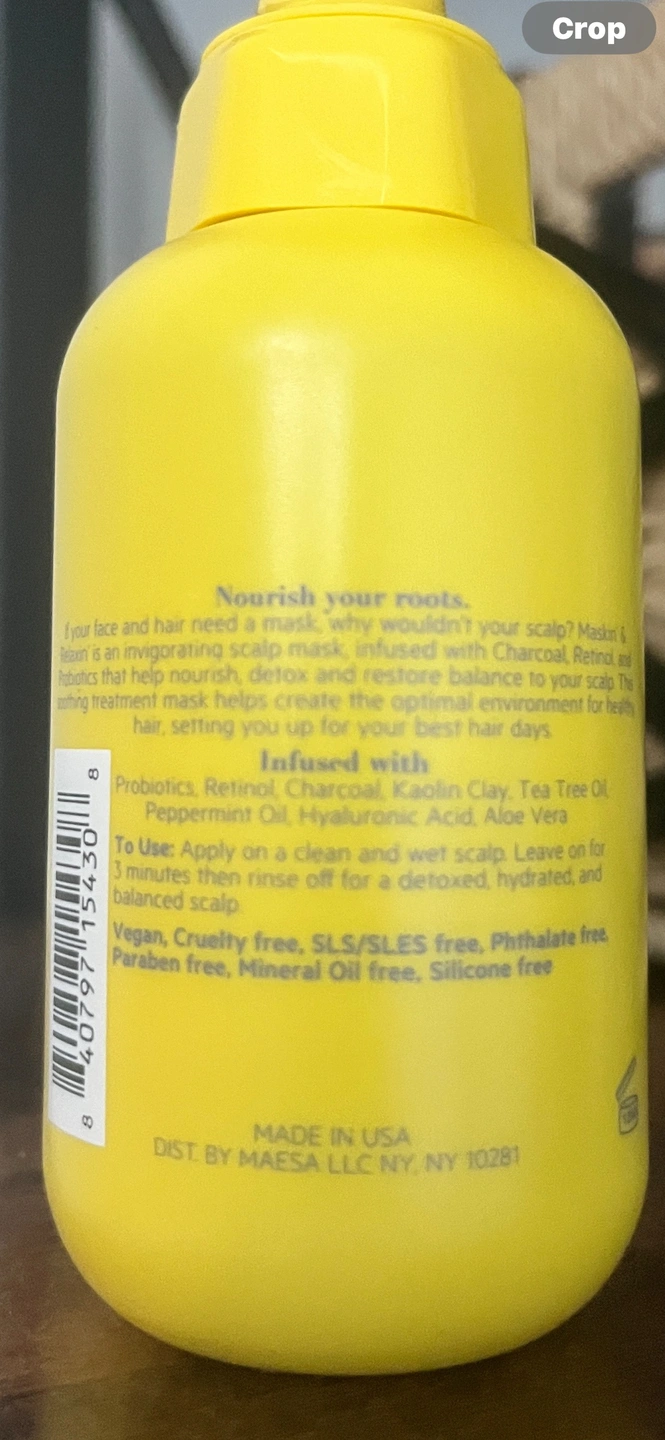 Crop
Nourish your roots.
If your face and hair need a mask, why wouldn't your scalp? Maskin' &
Relaxin' is an invigorating scalp mask, infused with Charcoal, Retinol, and
Probiotics that help nourish, detox and restore balance to your scalp. This
soothing treatment mask helps create the optimal environment for healthy
hair, setting you up for your best hair days.
Infused with
Probiotics, Retinol, Charcoal, Kaolin Clay, Tea Tree Oil,
Peppermint Oil, Hyaluronic Acid, Aloe Vera
To Use: Apply on a clean and wet scalp. Leave on for
3 minutes then rinse off for a detoxed, hydrated, and
balanced scalp.
Vegan, Cruelty free, SLS/SLES free, Phthalate free,
Paraben free, Mineral Oil free, Silicone free
8 40797 15430 8
MADE IN USA
DIST. BY MAESA LLC NY, NY 10281